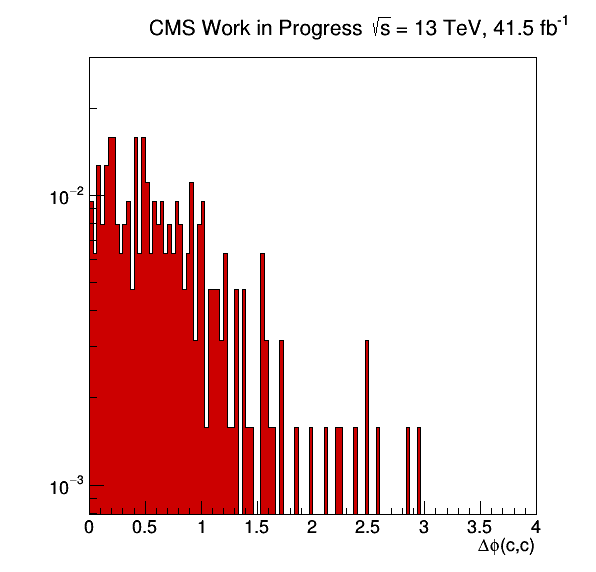 CMS Work in Progress √s = 13 TeV, 41.5 fb⁻¹
10⁻²
10⁻³
0 0.5 1 1.5 2 2.5 3 3.5 4
Δϕ(c,c)